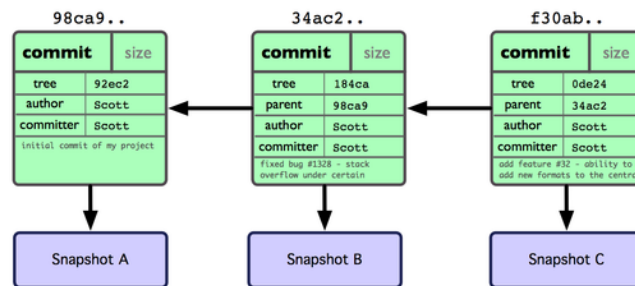 98ca9..
commit size
tree 92ec2
author Scott
committer Scott
initial commit of my project
Snapshot A
34ac2..
commit size
tree 184ca
parent 98ca9
author Scott
committer Scott
fixed bug #1328 - stack
overflow under certain
Snapshot B
f30ab..
commit size
tree 0de24
parent 34ac2
author Scott
committer Scott
add feature #32 - ability to
add new formats to the centra
Snapshot C